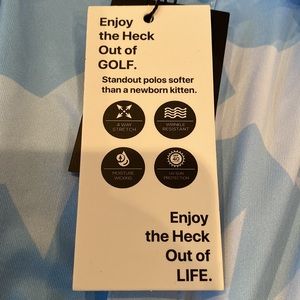 Enjoy
the Heck
Out of
GOLF.
Standout polos softer
than a newborn kitten.
4 WAY
STRETCH
WRINKLE
RESISTANT
MOISTURE
WICKING
UV SUN
PROTECTION
Enjoy
the Heck
Out of
LIFE.